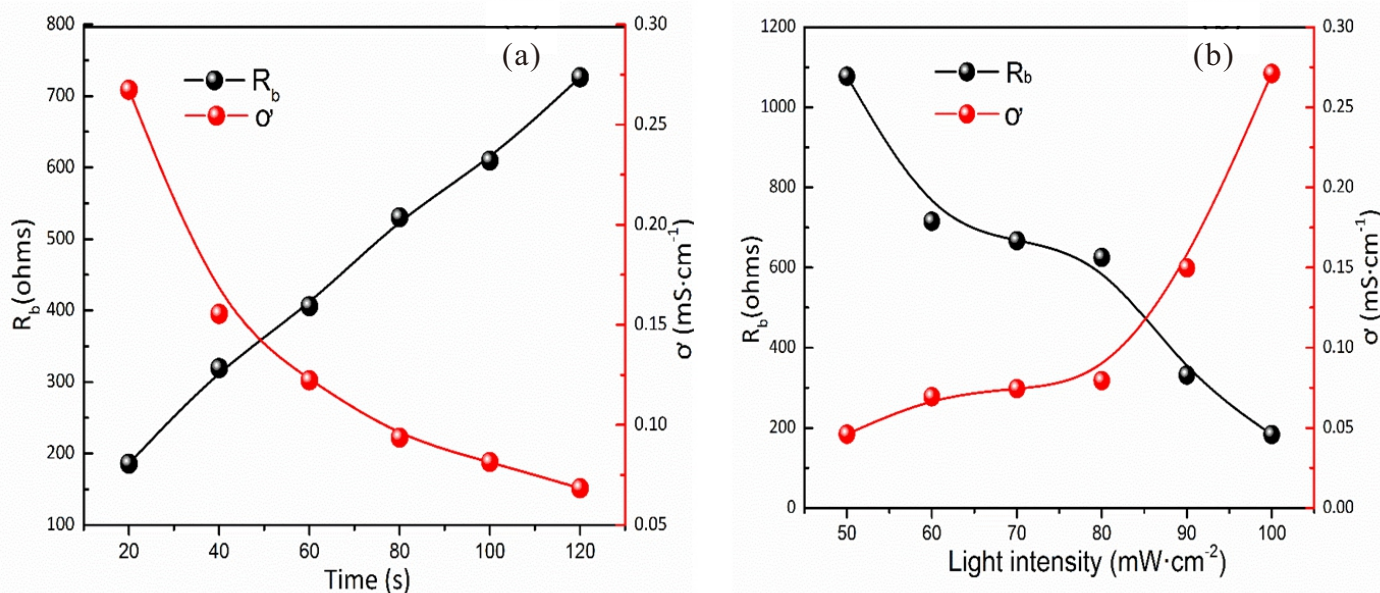 (a)
R_b
σ'
800
700
600
500
400
300
200
100
R_b (ohms)
20 40 60 80 100 120
Time (s)
0.30
0.25
0.20
0.15
0.10
0.05
σ' (mS·cm⁻¹)
(b)
R_b
σ'
1200
1000
800
600
400
200
0
R_b (ohms)
50 60 70 80 90 100
Light intensity (mW·cm⁻²)
0.30
0.25
0.20
0.15
0.10
0.05
0.00
σ' (mS·cm⁻¹)